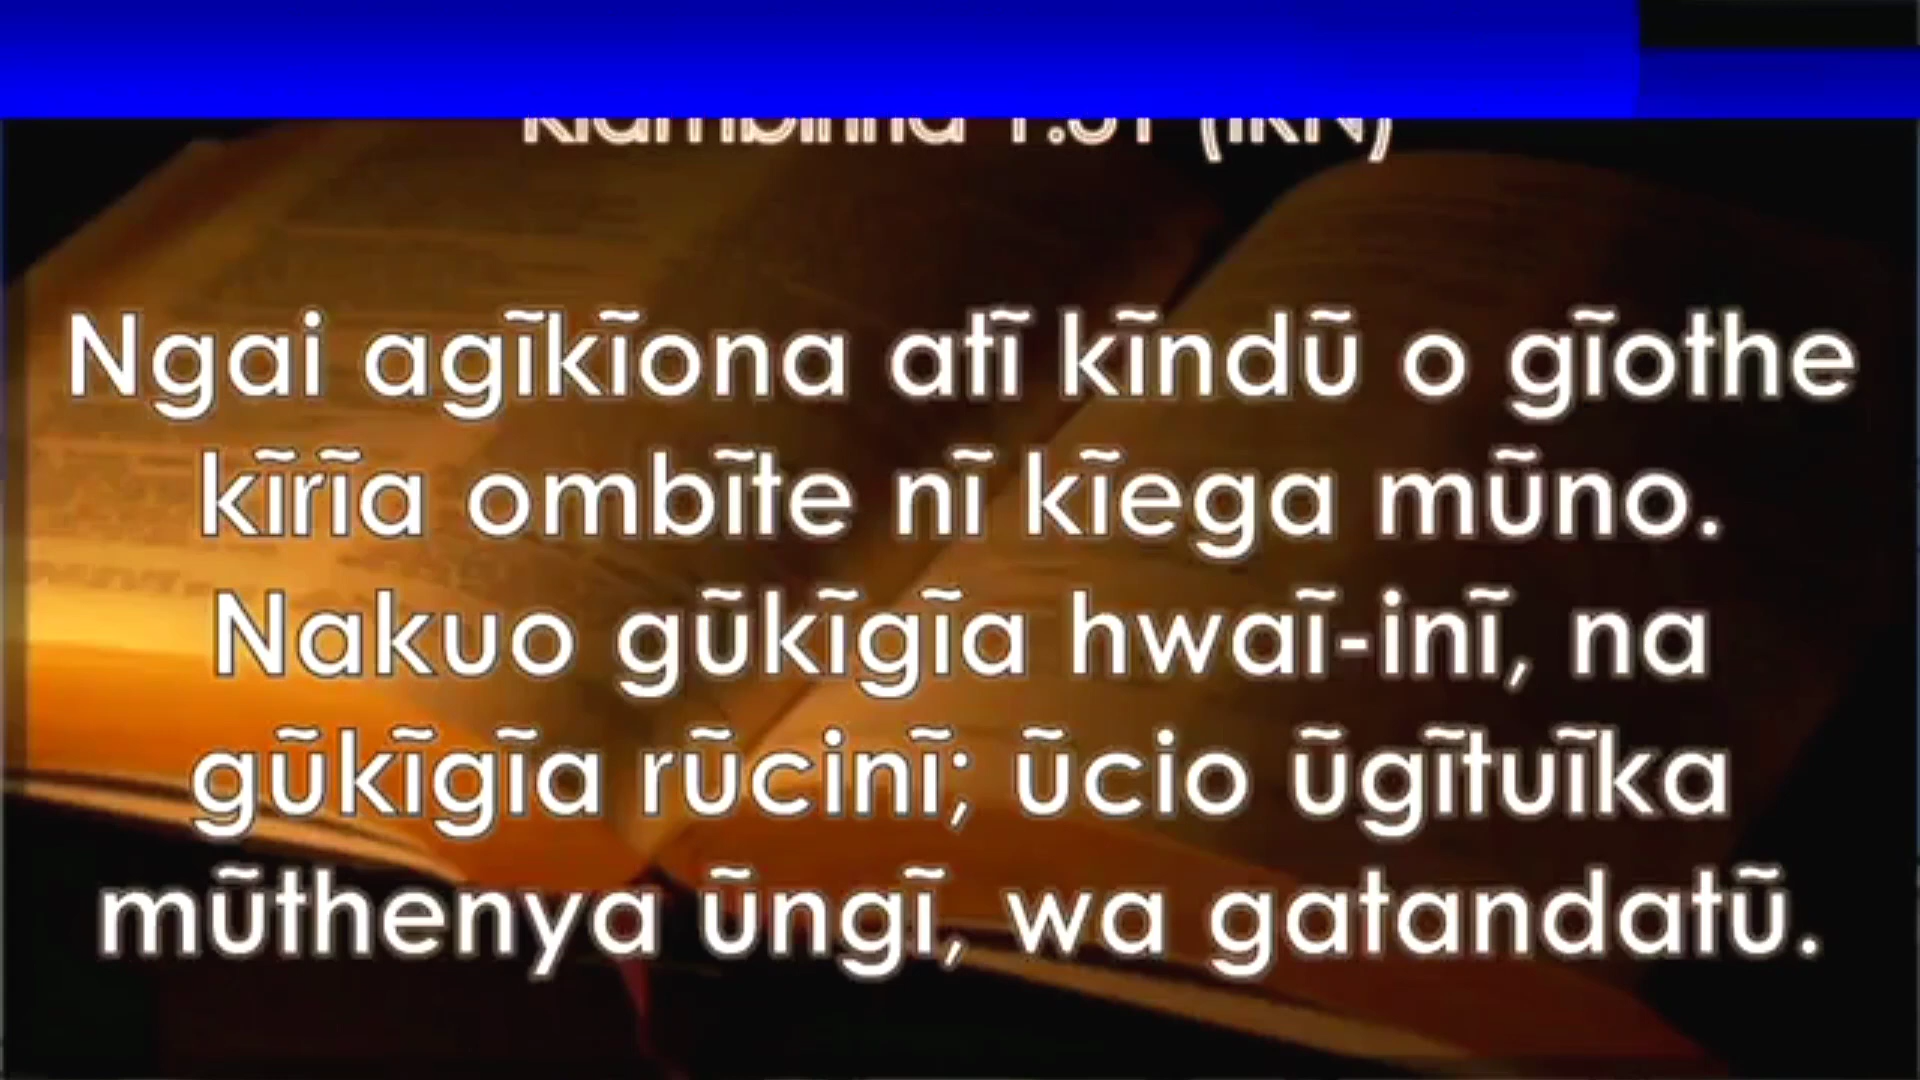 Ngai agĩkĩona atĩ kĩndũ o gĩothe
kĩrĩa ombĩte nĩ kĩega mũno.
Nakuo gũkĩgĩa hwaĩ-inĩ, na
gũkĩgĩa rũcinĩ; ũcio ũgĩtuĩka
mũthenya ũngĩ, wa gatandatũ.